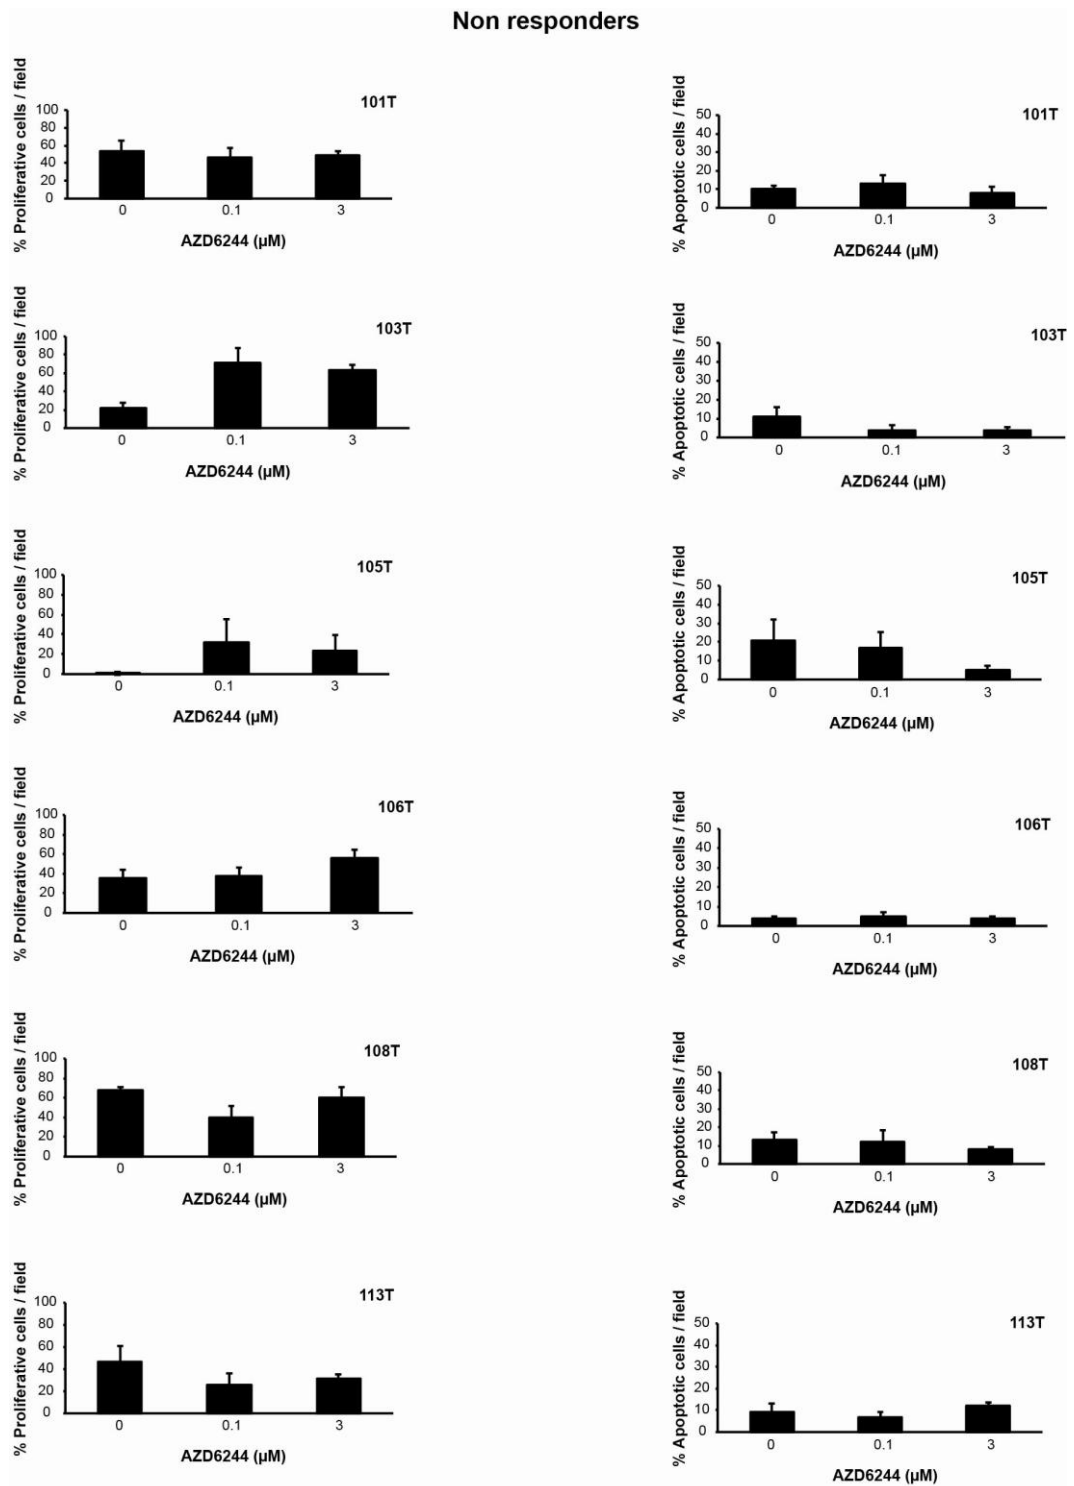 Non responders
% Proliferative cells / field
100
80
60
40
20
0
101T
0 0.1 3
AZD6244 (µM)
% Apoptotic cells / field
50
40
30
20
10
0
101T
0 0.1 3
AZD6244 (µM)
% Proliferative cells / field
100
80
60
40
20
0
103T
0 0.1 3
AZD6244 (µM)
% Apoptotic cells / field
50
40
30
20
10
0
103T
0 0.1 3
AZD6244 (µM)
% Proliferative cells / field
100
80
60
40
20
0
105T
0 0.1 3
AZD6244 (µM)
% Apoptotic cells / field
50
40
30
20
10
0
105T
0 0.1 3
AZD6244 (µM)
% Proliferative cells / field
100
80
60
40
20
0
106T
0 0.1 3
AZD6244 (µM)
% Apoptotic cells / field
50
40
30
20
10
0
106T
0 0.1 3
AZD6244 (µM)
% Proliferative cells / field
100
80
60
40
20
0
108T
0 0.1 3
AZD6244 (µM)
% Apoptotic cells / field
50
40
30
20
10
0
108T
0 0.1 3
AZD6244 (µM)
% Proliferative cells / field
100
80
60
40
20
0
113T
0 0.1 3
AZD6244 (µM)
% Apoptotic cells / field
50
40
30
20
10
0
113T
0 0.1 3
AZD6244 (µM)